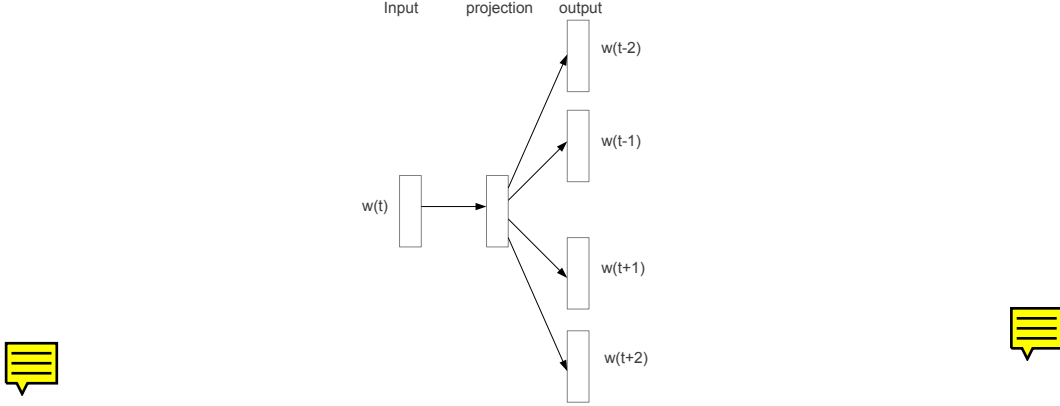 Input projection output
w(t-2)
w(t-1)
w(t)
w(t+1)
w(t+2)